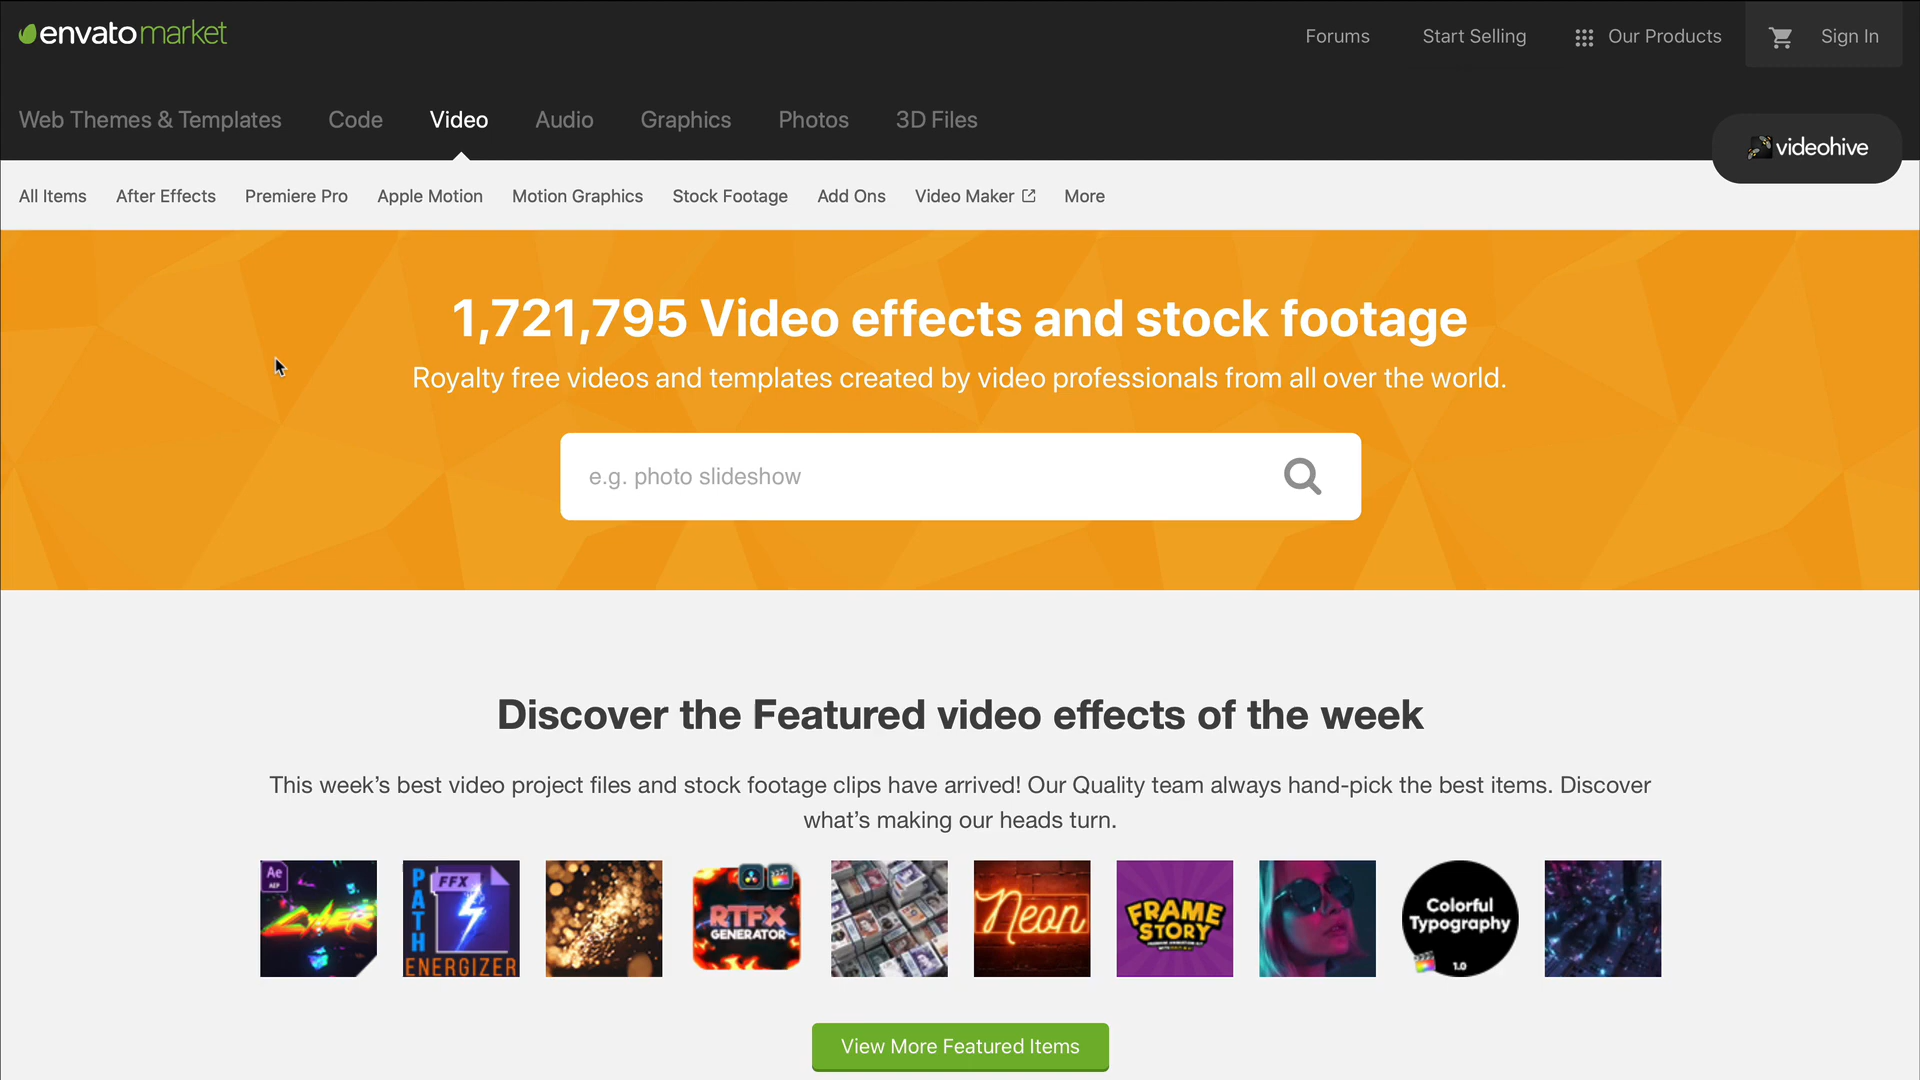 envatomarket
Forums
Start Selling
Our Products
Sign In
Web Themes & Templates
Code
Video
Audio
Graphics
Photos
3D Files
videohive
All Items
After Effects
Premiere Pro
Apple Motion
Motion Graphics
Stock Footage
Add Ons
Video Maker
More
1,721,795 Video effects and stock footage
Royalty free videos and templates created by video professionals from all over the world.
e.g. photo slideshow
Discover the Featured video effects of the week
This week’s best video project files and stock footage clips have arrived! Our Quality team always hand-pick the best items. Discover
what’s making our heads turn.
Ae
AEP
CYBER
PATH
FFX
ENERGIZER
RTFX
GENERATOR
Neon
FRAME
STORY
Colorful
Typography
1.0
View More Featured Items